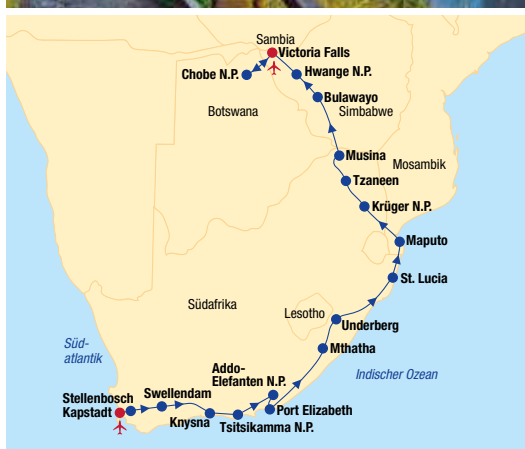 Sambia
Victoria Falls
Chobe N.P.
Hwange N.P.
Bulawayo
Botswana
Simbabwe
Musina
Mosambik
Tzaneen
Krüger N.P.
Maputo
St. Lucia
Südafrika
Lesotho
Underberg
Süd-
atlantik
Mthatha
Addo-
Elefanten N.P.
Indischer Ozean
Stellenbosch
Swellendam
Kapstadt
Port Elizabeth
Knysna
Tsitsikamma N.P.